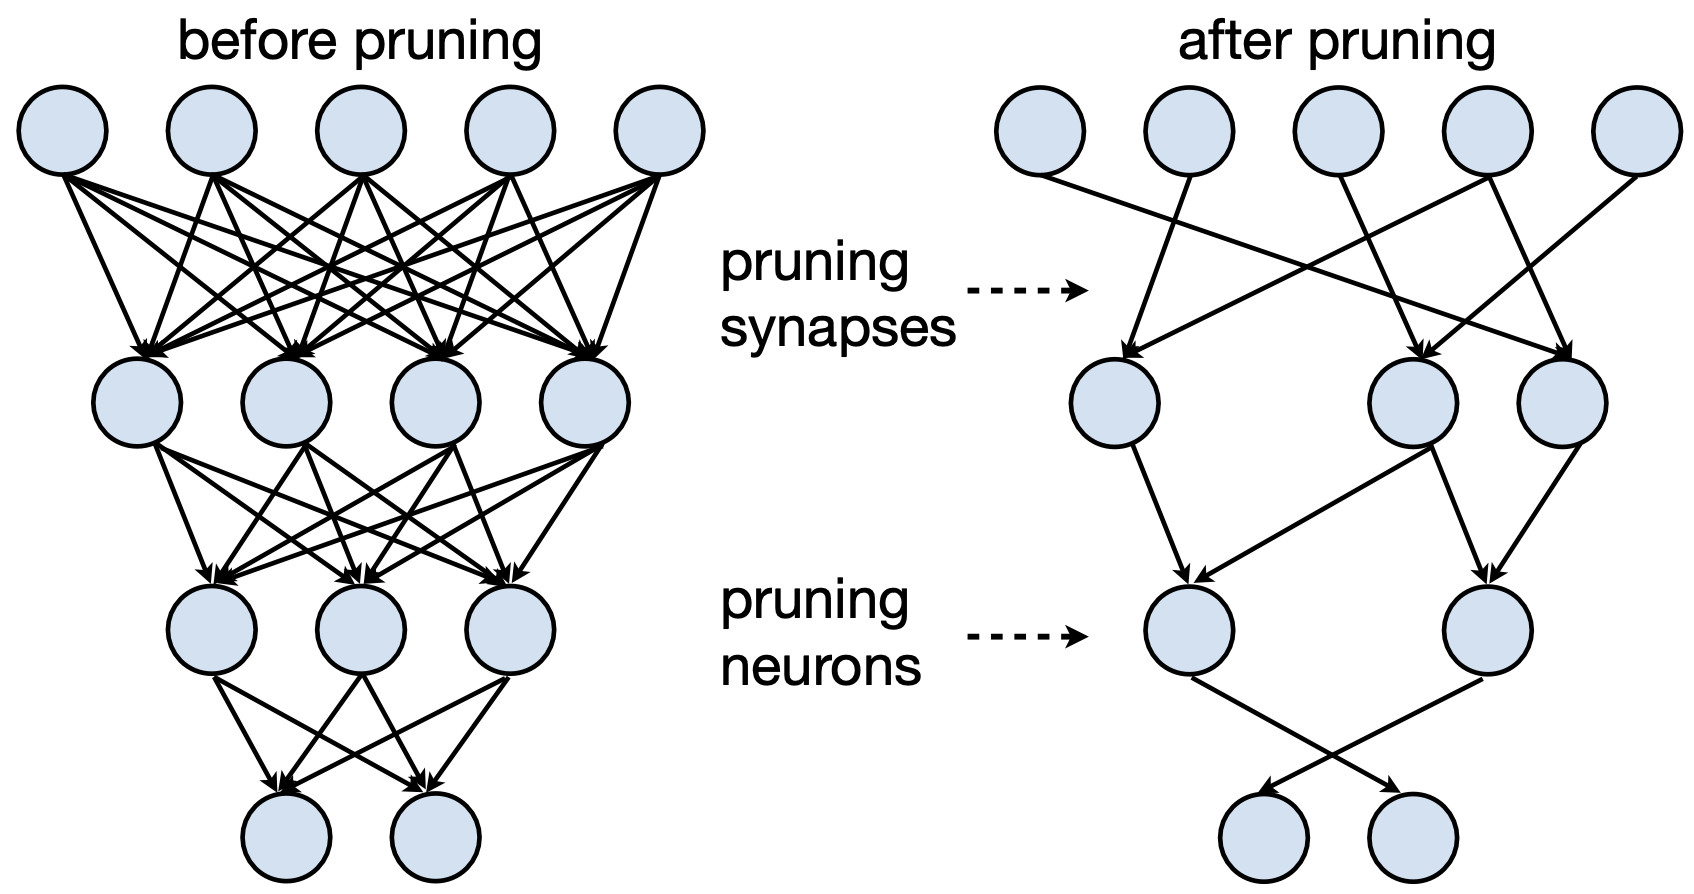 before pruning
after pruning
pruning
synapses
pruning
neurons